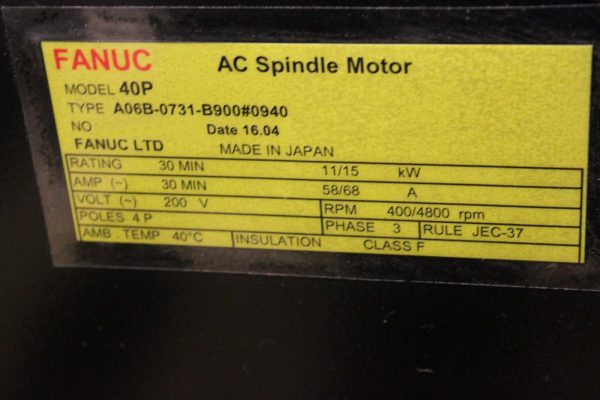 FANUC AC Spindle Motor
MODEL 40P
TYPE A06B-0731-B900#0940
NO Date 16.04
FANUC LTD MADE IN JAPAN
RATING 30 MIN 11/15 kW
AMP (~) 30 MIN 58/68 A
VOLT (~) 200 V RPM 400/4800 rpm
POLES 4 P PHASE 3 RULE JEC-37
AMB. TEMP 40°C INSULATION CLASS F